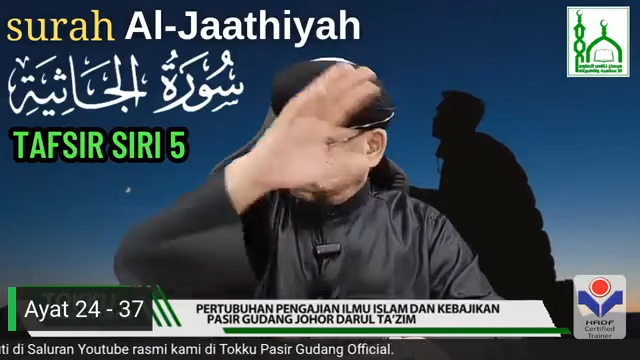 surah Al-Jaathiyah
سُورَةُ الجَاثِيَةِ
TAFSIR SIRI 5
Ayat 24 - 37
PERTUBUHAN PENGAJIAN ILMU ISLAM DAN KEBAJIKAN
PASIR GUDANG JOHOR DARUL TA'ZIM
HRDF
Certified
Trainer
di Saluran Youtube rasmi kami di Tokku Pasir Gudang Official.